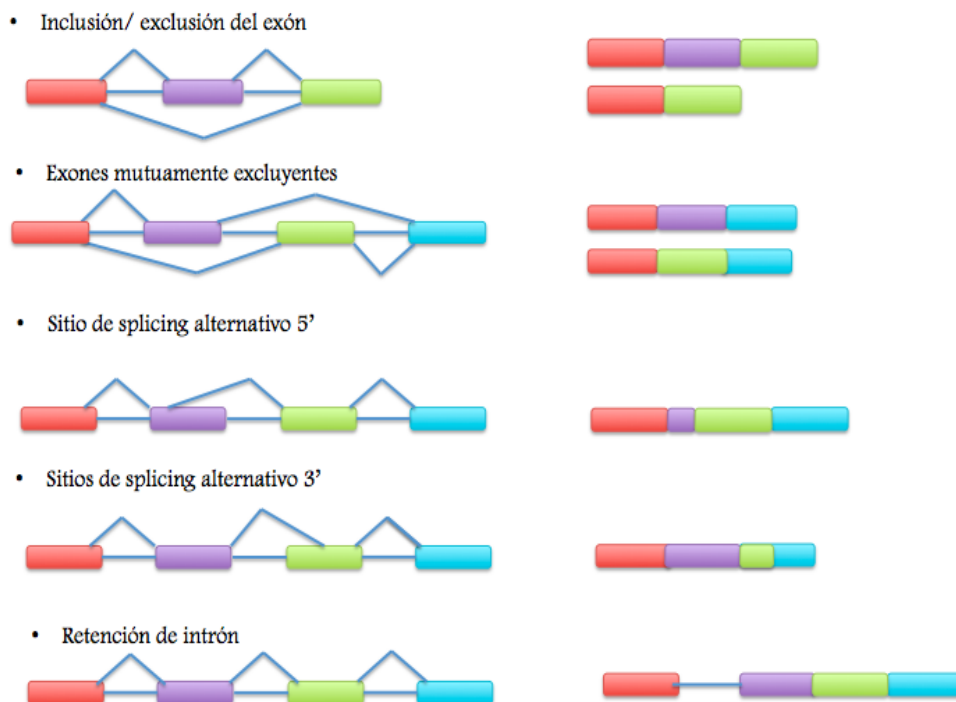 • Inclusión/ exclusión del exón
• Exones mutuamente excluyentes
• Sitio de splicing alternativo 5’
• Sitios de splicing alternativo 3’
• Retención de intrón